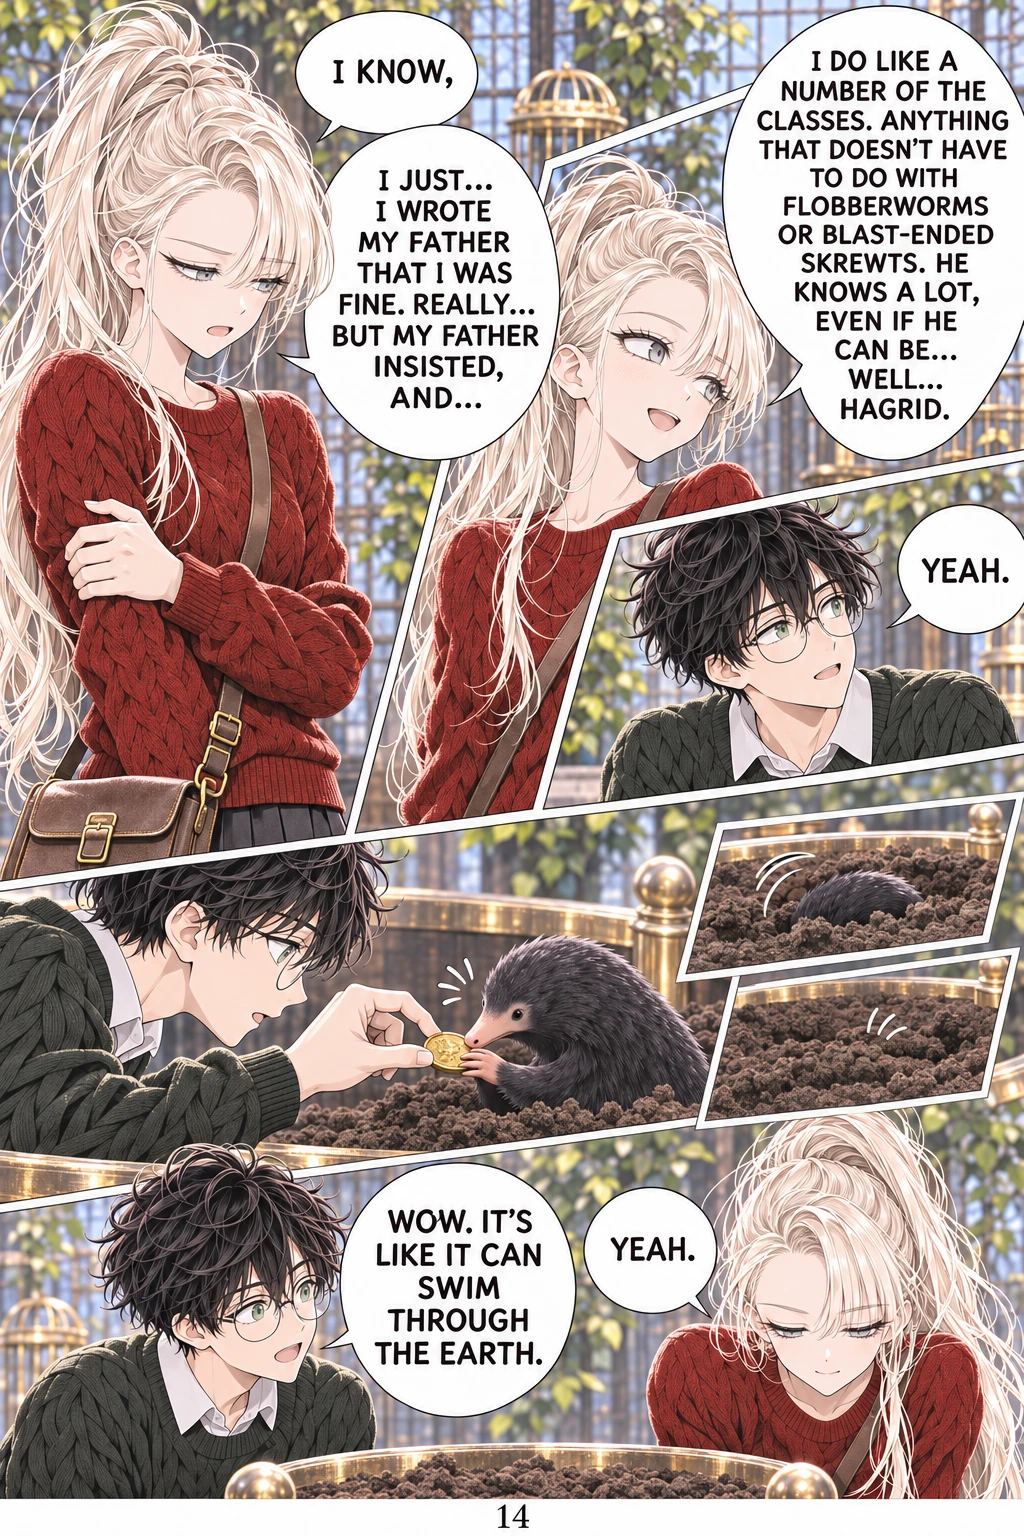 I KNOW,
I JUST...
I WROTE
MY FATHER
THAT I WAS
FINE. REALLY...
BUT MY FATHER
INSISTED,
AND...
I DO LIKE A
NUMBER OF THE
CLASSES. ANYTHING
THAT DOESN'T HAVE
TO DO WITH
FLOBBERWORMS
OR BLAST-ENDED
SKREWTS. HE
KNOWS A LOT,
EVEN IF HE
CAN BE...
WELL...
HAGRID.
YEAH.
WOW. IT'S
LIKE IT CAN
SWIM
THROUGH
THE EARTH.
YEAH.
14